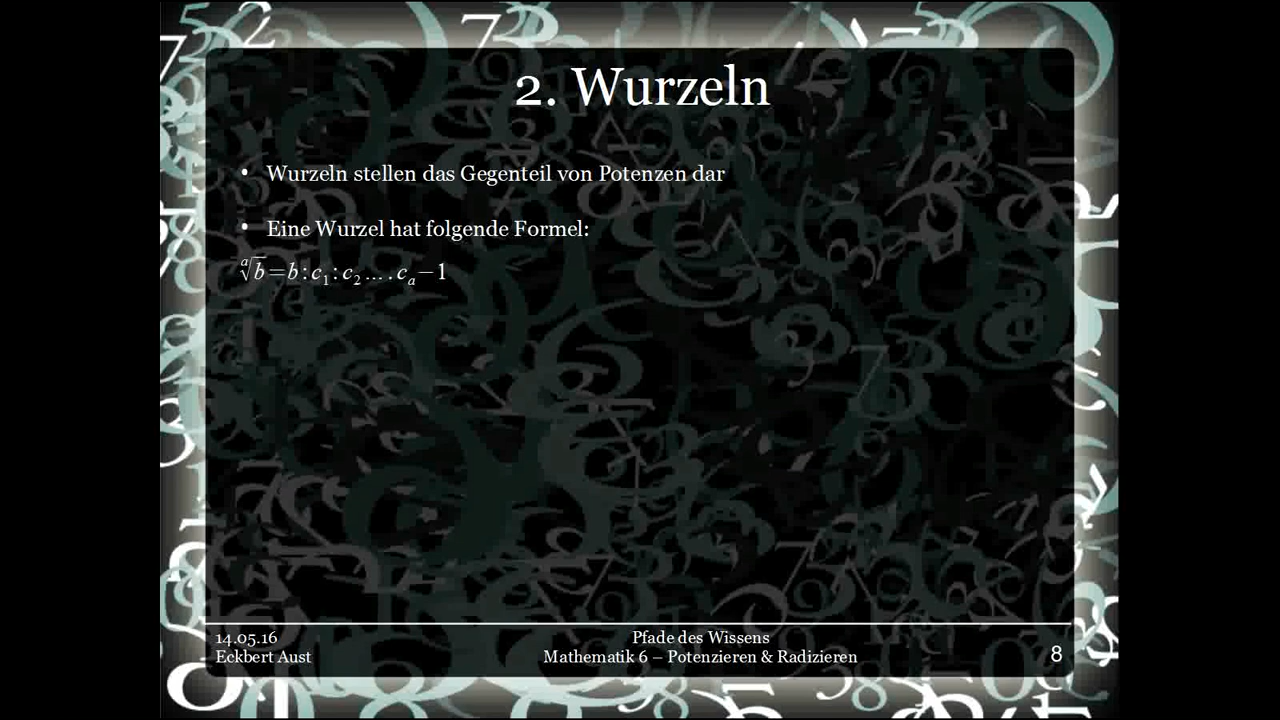 2. Wurzeln
• Wurzeln stellen das Gegenteil von Potenzen dar
• Eine Wurzel hat folgende Formel:
ᵃ√b=b:c₁:c₂….cₐ−1
14.05.16
Eckbert Aust
Pfade des Wissens
Mathematik 6 – Potenzieren & Radizieren
8